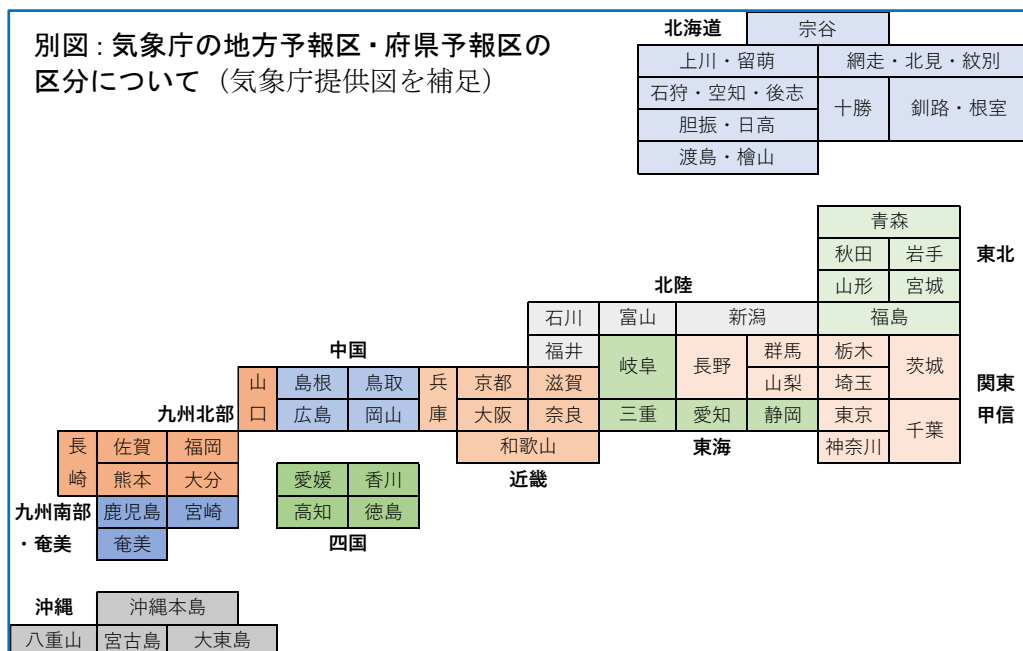 別図：気象庁の地方予報区・府県予報区の
区分について（気象庁提供図を補足）
北海道
宗谷
上川・留萌
網走・北見・紋別
石狩・空知・後志
十勝
釧路・根室
胆振・日高
渡島・檜山
青森
秋田
岩手
東北
山形
宮城
北陸
石川
富山
新潟
福島
福井
岐阜
長野
群馬
栃木
茨城
中国
山口
島根
鳥取
兵庫
京都
滋賀
山梨
埼玉
関東
甲信
九州北部
広島
岡山
大阪
奈良
三重
愛知
静岡
東京
千葉
和歌山
近畿
東海
神奈川
長崎
佐賀
福岡
熊本
大分
愛媛
香川
九州南部
・奄美
鹿児島
宮崎
高知
徳島
奄美
四国
沖縄
沖縄本島
八重山
宮古島
大東島